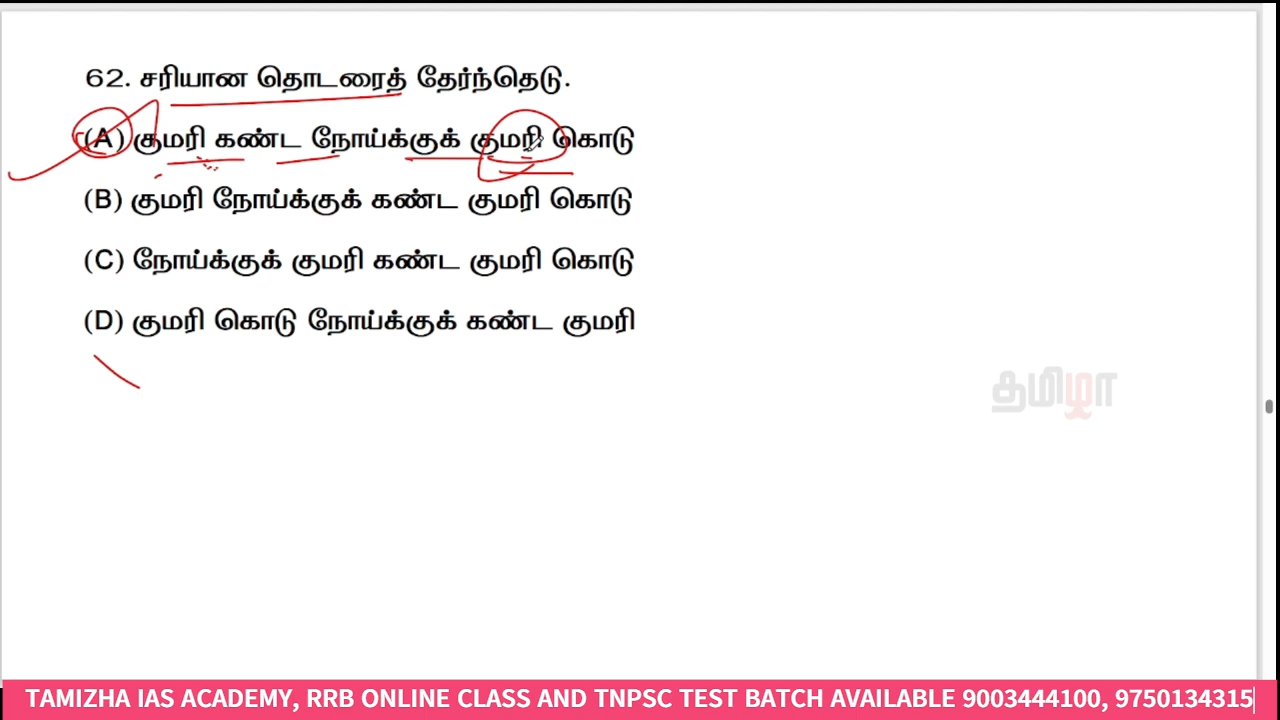 62. சரியான தொடரைத் தேர்ந்தெடு.
(A) குமரி கண்ட நோய்க்குக் குமரி கொடு
(B) குமரி நோய்க்குக் கண்ட குமரி கொடு
(C) நோய்க்குக் குமரி கண்ட குமரி கொடு
(D) குமரி கொடு நோய்க்குக் கண்ட குமரி
தமிழா
TAMIZHA IAS ACADEMY, RRB ONLINE CLASS AND TNPSC TEST BATCH AVAILABLE 9003444100, 9750134315